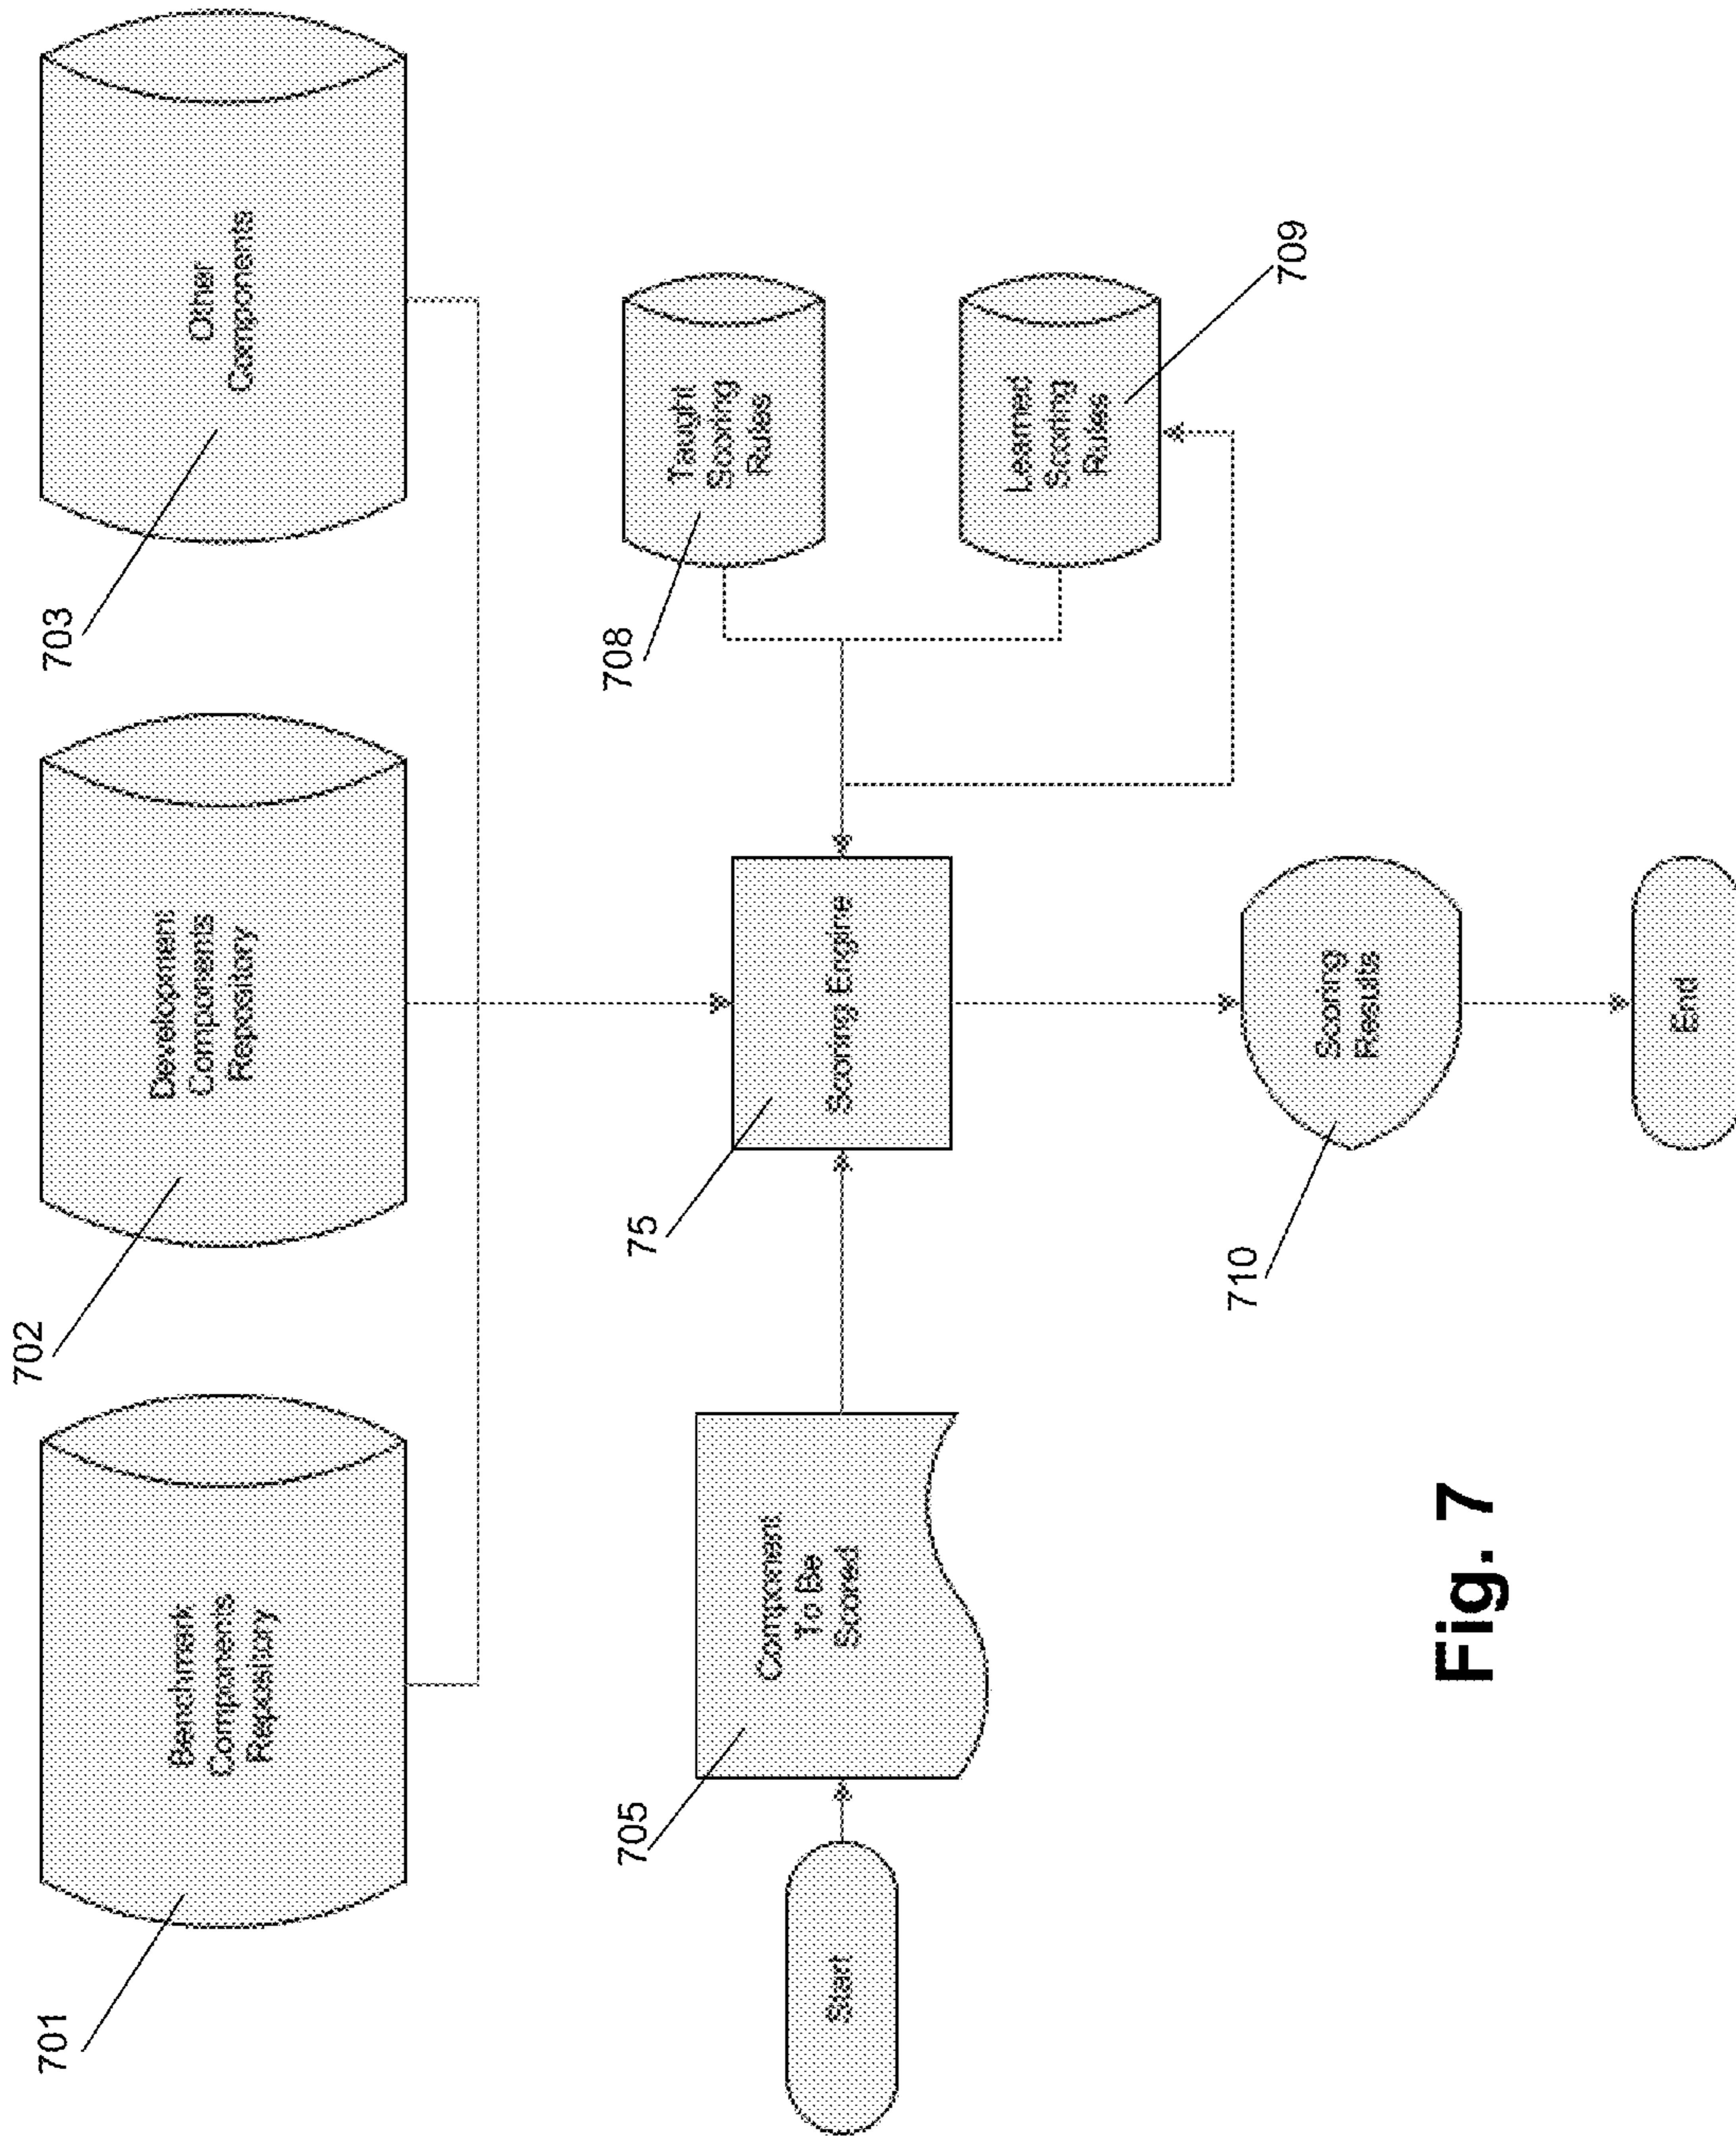 701
Benchmark
Components
Repository
702
Development
Components
Repository
703
Other
Components
Start
705
Component
To Be
Scored
75
Scoring Engine
708
Taught
Scoring
Rules
Learned
Scoring
Rules
709
710
Scoring
Results
End
Fig. 7